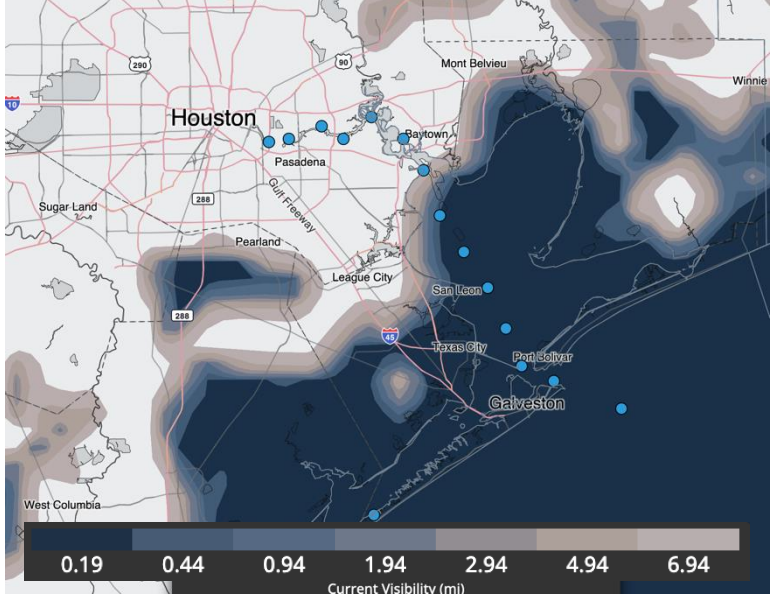 Mont Belvieu
290
90
Winnie
10
Houston
Baytown
Pasadena
288
Gulf Freeway
Sugar Land
Pearland
League City
San Leon
288
45
Texas City
Port Bolivar
Galveston
West Columbia
0.19 0.44 0.94 1.94 2.94 4.94 6.94
Current Visibility (mi)